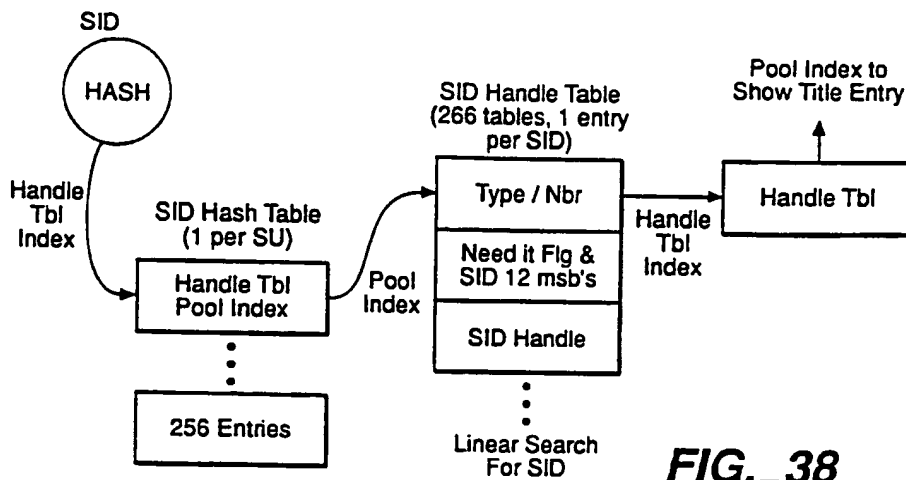 SID
HASH
Handle
Tbl
Index
SID Hash Table
(1 per SU)
Handle Tbl
Pool Index
256 Entries
Pool
Index
SID Handle Table
(266 tables, 1 entry
per SID)
Type / Nbr
Need it Flg &
SID 12 msb's
SID Handle
Linear Search
For SID
Handle
Tbl
Index
Pool Index to
Show Title Entry
Handle Tbl
FIG._38